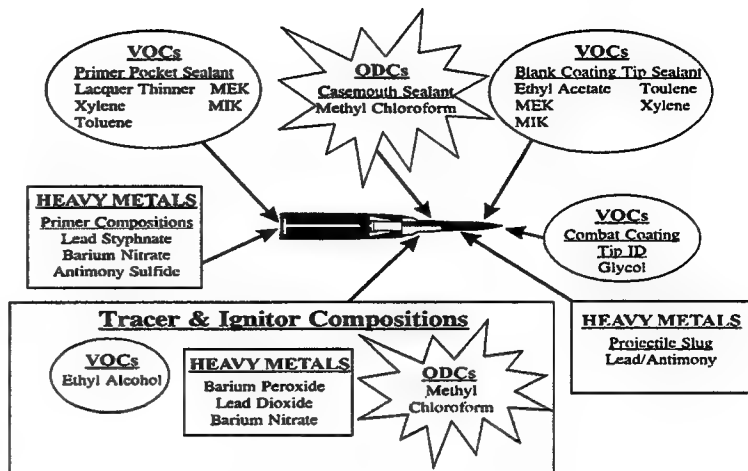 VOCs
Primer Pocket Sealant
Lacquer Thinner MEK
Xylene MIK
Toluene
ODCs
Casemouth Sealant
Methyl Chloroform
VOCs
Blank Coating Tip Sealant
Ethyl Acetate Toulene
MEK Xylene
MIK
HEAVY METALS
Primer Compositions
Lead Styphnate
Barium Nitrate
Antimony Sulfide
VOCs
Combat Coating
Tip ID
Glycol
Tracer & Ignitor Compositions
VOCs
Ethyl Alcohol
HEAVY METALS
Barium Peroxide
Lead Dioxide
Barium Nitrate
ODCs
Methyl
Chloroform
HEAVY METALS
Projectile Slug
Lead/Antimony